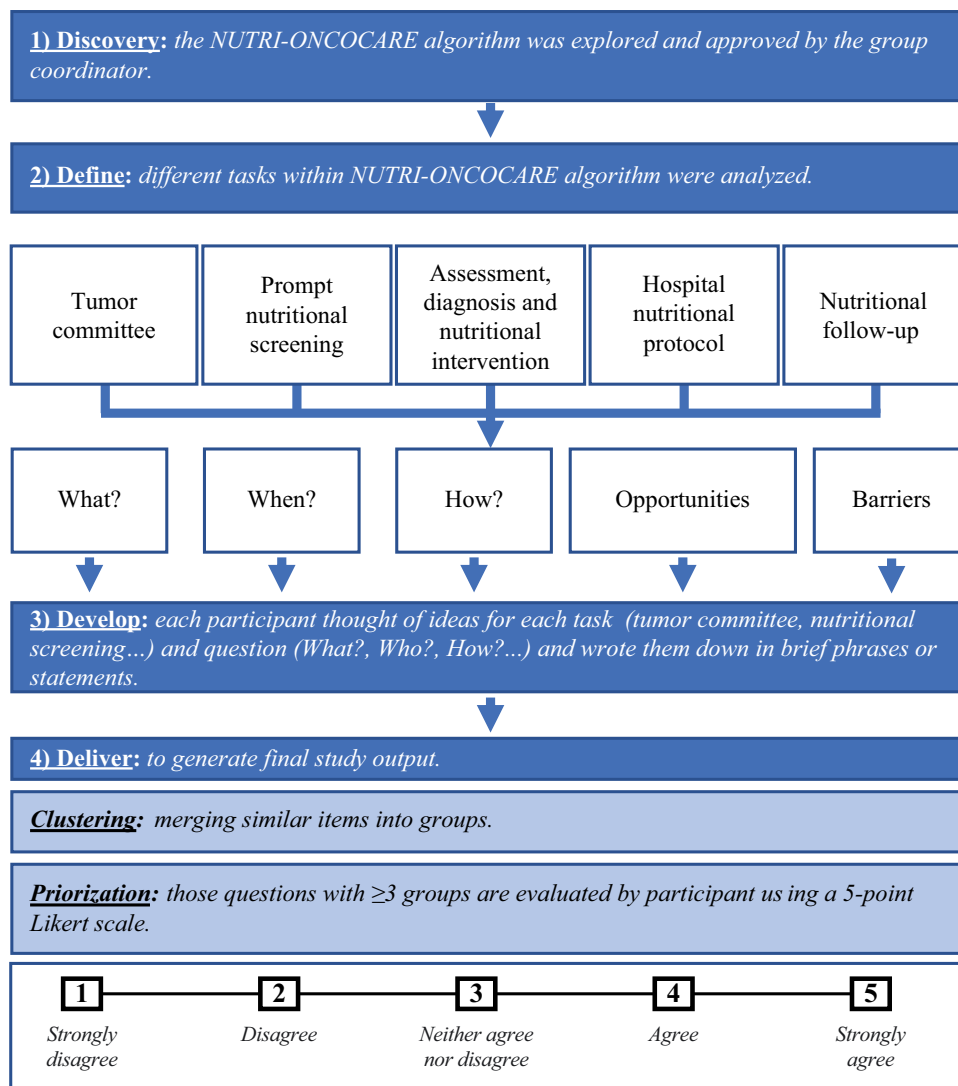 1) Discovery: the NUTRI-ONCOCARE algorithm was explored and approved by the group
coordinator.
2) Define: different tasks within NUTRI-ONCOCARE algorithm were analyzed.
Tumor
committee
Prompt
nutritional
screening
Assessment,
diagnosis and
nutritional
intervention
Hospital
nutritional
protocol
Nutritional
follow-up
What?
When?
How?
Opportunities
Barriers
3) Develop: each participant thought of ideas for each task (tumor committee, nutritional
screening...) and question (What?, Who?, How?...) and wrote them down in brief phrases or
statements.
4) Deliver: to generate final study output.
Clustering: merging similar items into groups.
Priorization: those questions with ≥3 groups are evaluated by participant us ing a 5-point
Likert scale.
1
2
3
4
5
Strongly
disagree
Disagree
Neither agree
nor disagree
Agree
Strongly
agree